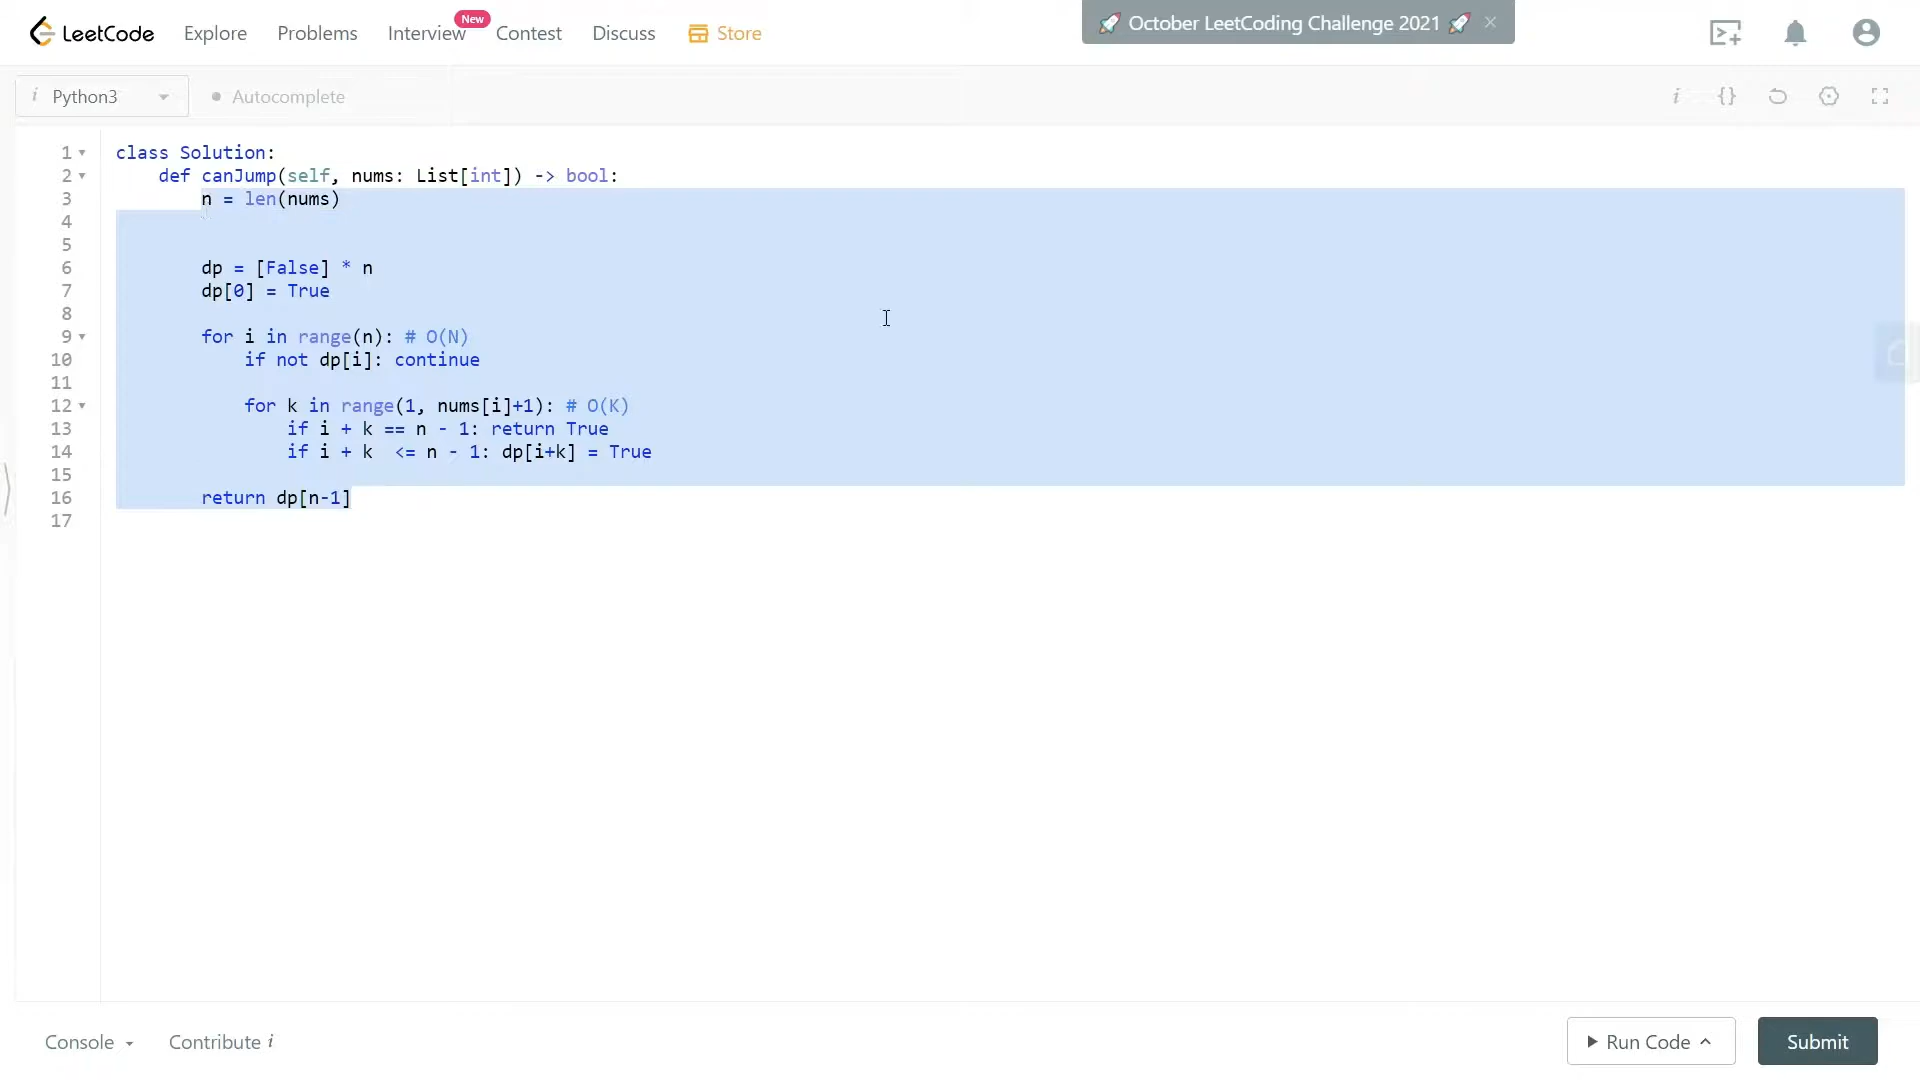 LeetCode Explore Problems Interview New Contest Discuss Store 🚀 October LeetCoding Challenge 2021 🚀 ×
i Python3 Autocomplete i {}
1 class Solution:
2     def canJump(self, nums: List[int]) -> bool:
3         n = len(nums)
4
5
6         dp = [False] * n
7         dp[0] = True
8
9         for i in range(n): # O(N)
10             if not dp[i]: continue
11
12             for k in range(1, nums[i]+1): # O(K)
13                 if i + k == n - 1: return True
14                 if i + k  <= n - 1: dp[i+k] = True
15
16         return dp[n-1]
17
Console Contribute i Run Code Submit